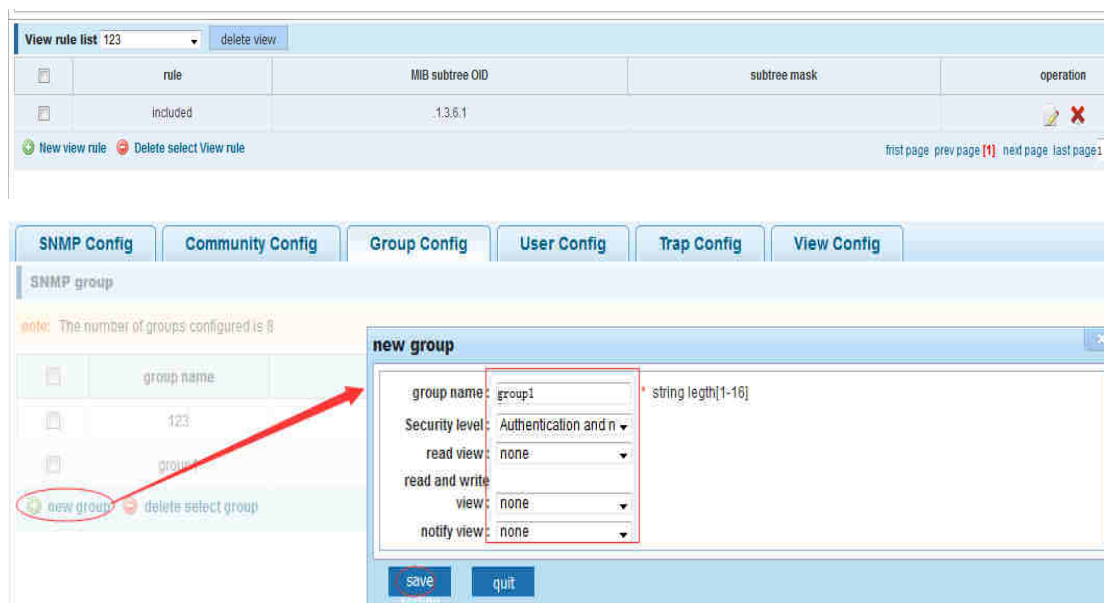 View rule list 123 delete view
rule MIB subtree OID subtree mask operation
included .1.3.6.1
New view rule Delete select View rule frist page prev page [1] next page last page 1
SNMP Config Community Config Group Config User Config Trap Config View Config
SNMP group
note: The number of groups configured is 8
new group
group name
group name: group1 * string legth[1-16]
123
Security level: Authentication and n
read view: none
read and write
view: none
notify view: none
new group delete select group
save quit